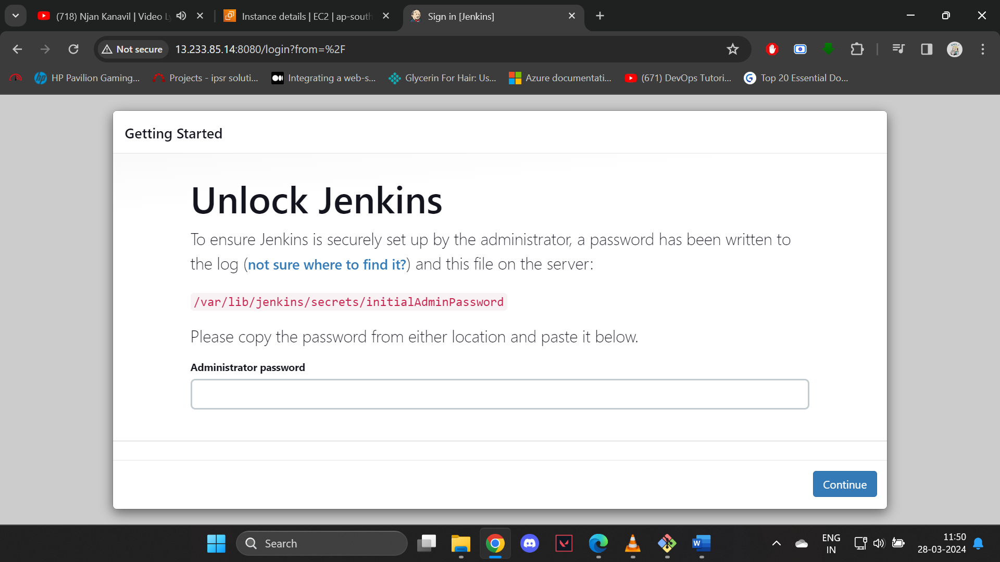 (718) Njan Kanavil | Video Ly
Instance details | EC2 | ap-south
Sign in [Jenkins]
Not secure
13.233.85.14:8080/login?from=%2F
HP Pavilion Gaming...
Projects - ipsr soluti...
Integrating a web-s...
Glycerin For Hair: Us...
Azure documentati...
(671) DevOps Tutori...
Top 20 Essential Do...
Getting Started
Unlock Jenkins
To ensure Jenkins is securely set up by the administrator, a password has been written to
the log (not sure where to find it?) and this file on the server:
/var/lib/jenkins/secrets/initialAdminPassword
Please copy the password from either location and paste it below.
Administrator password
Continue
Search
ENG
IN
11:50
28-03-2024